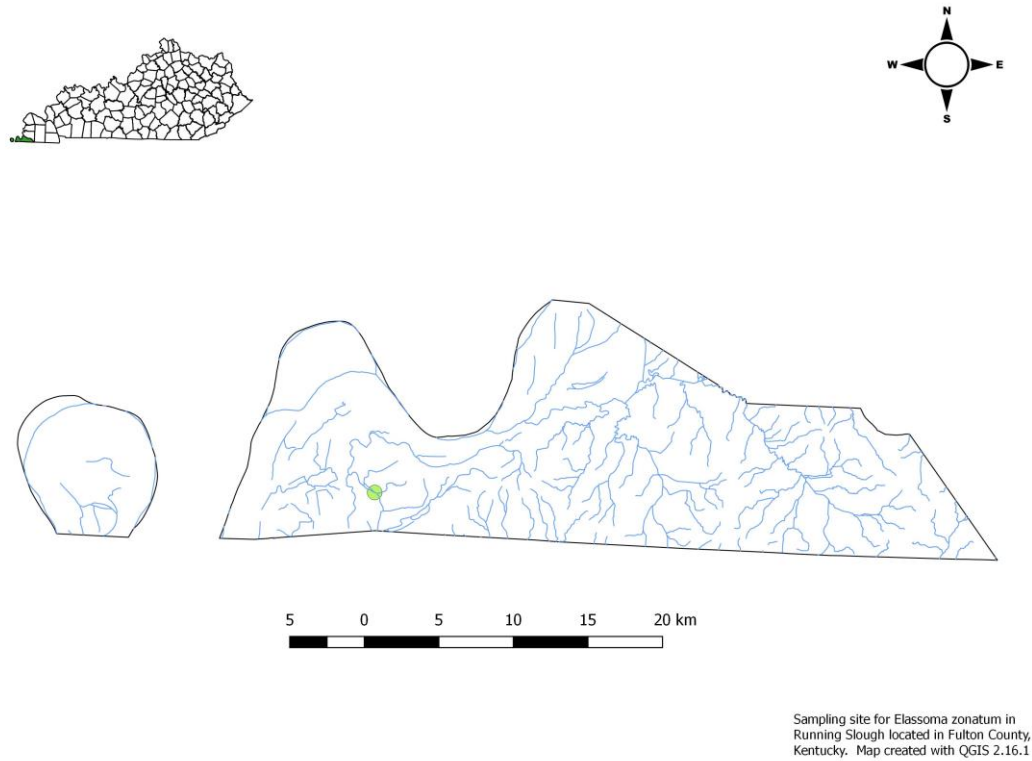 N
W E
S
5 0 5 10 15 20 km
Sampling site for Elassoma zonatum in
Running Slough located in Fulton County,
Kentucky. Map created with QGIS 2.16.1